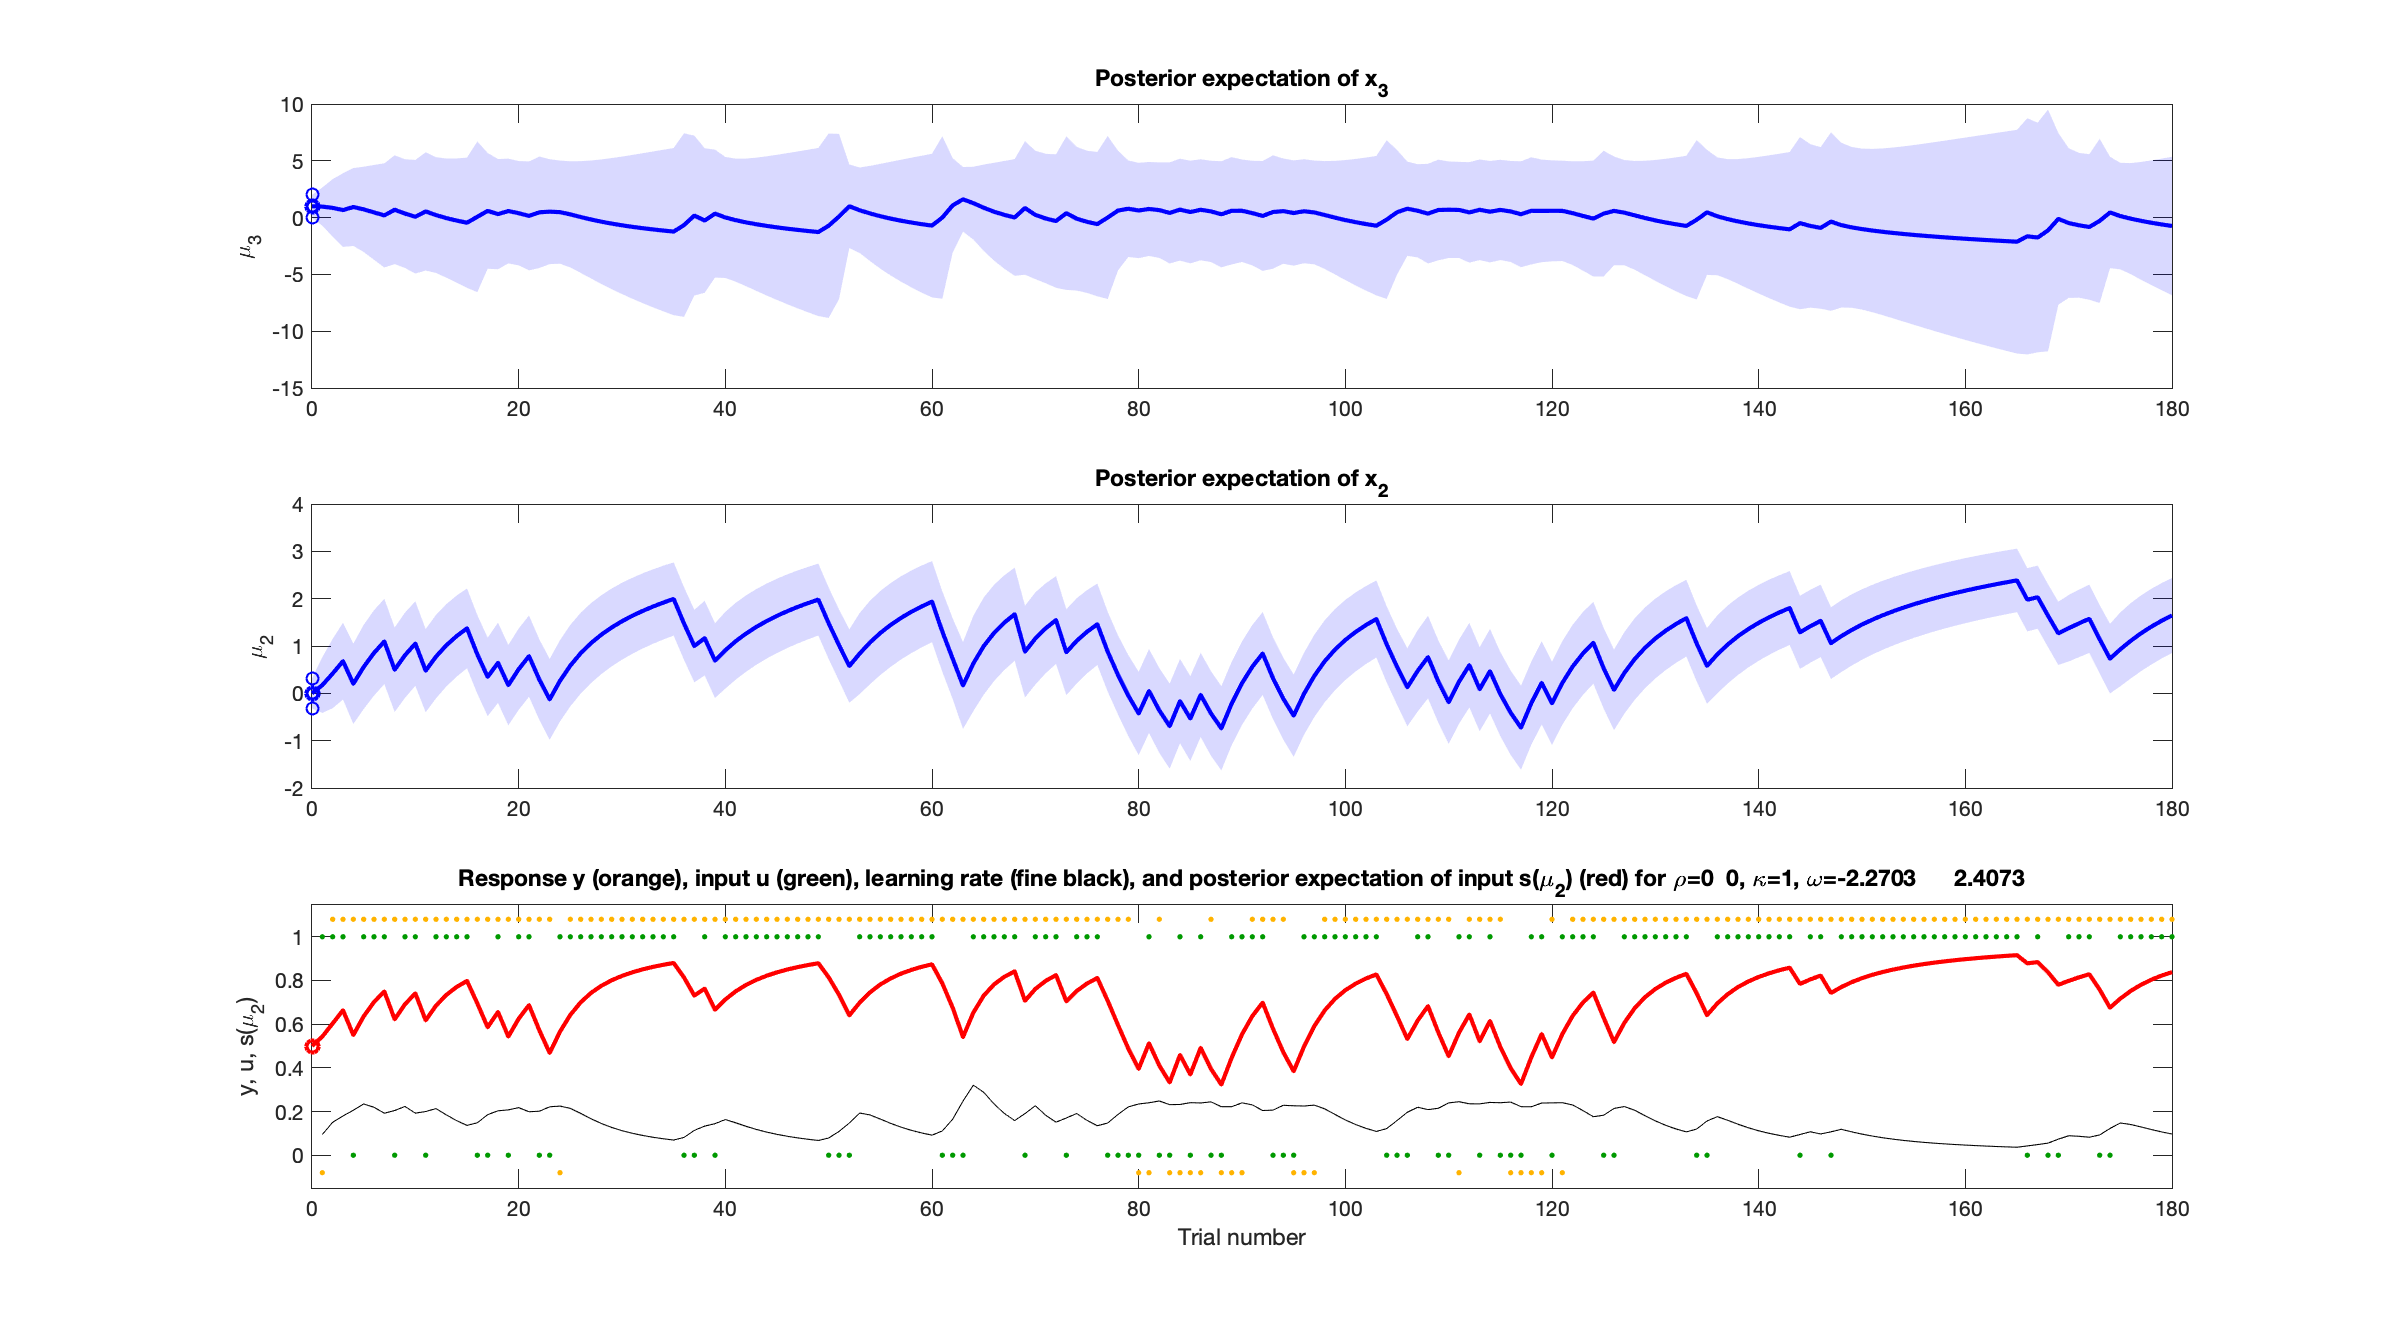 Posterior expectation of x3
10
5
0
-5
-10
-15
μ3
0 20 40 60 80 100 120 140 160 180
Posterior expectation of x2
4
3
2
1
0
-1
-2
μ2
0 20 40 60 80 100 120 140 160 180
Response y (orange), input u (green), learning rate (fine black), and posterior expectation of input s(μ2) (red) for ρ=0 0, κ=1, ω=-2.2703 2.4073
1
0.8
0.6
0.4
0.2
0
y, u, s(μ2)
0 20 40 60 80 100 120 140 160 180
Trial number